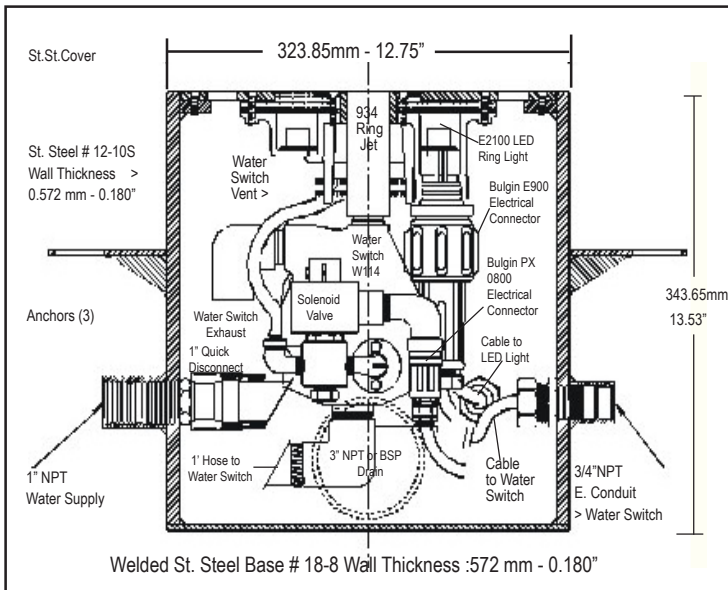 323.85mm - 12.75”
St.St.Cover
934
Ring
Jet
E2100 LED
Ring Light
St. Steel # 12-10S
Wall Thickness >
0.572 mm - 0.180”
Water
Switch
Vent >
Bulgin E900
Electrical
Connector
Water
Switch
W114
Bulgin PX
0800
Electrical
Connector
343.65mm
13.53”
Solenoid
Valve
Anchors (3)
Water Switch
Exhaust
1” Quick
Disconnect
Cable to
LED Light
1’ Hose to
Water Switch
3” NPT or BSP
Drain
Cable
to Water
Switch
1” NPT
Water Supply
3/4”NPT
E. Conduit
> Water Switch
Welded St. Steel Base # 18-8 Wall Thickness :572 mm - 0.180”